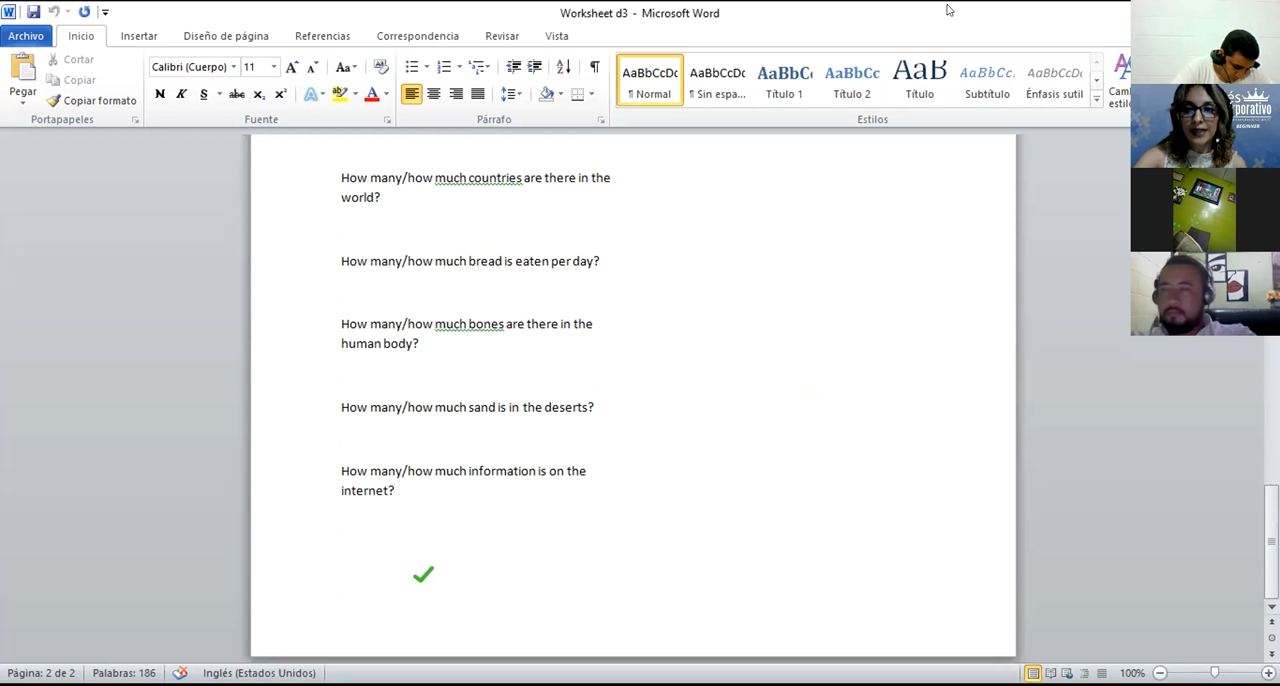 Worksheet d3 - Microsoft Word
Archivo Inicio Insertar Diseño de página Referencias Correspondencia Revisar Vista
Pegar
Cortar
Copiar
Copiar formato
Portapapeles
Calibri (Cuerpo) 11
N K S abc x₂ x²
Fuente
Párrafo
AaBbCcDc AaBbCcDc AaBbC AaBbCc AaB AaBbCc. AaBbCcDc
¶ Normal ¶ Sin espa... Título 1 Título 2 Título Subtítulo Énfasis sutil
Estilos
BEGINNER
How many/how much countries are there in the
world?
How many/how much bread is eaten per day?
How many/how much bones are there in the
human body?
How many/how much sand is in the deserts?
How many/how much information is on the
internet?
Página: 2 de 2 Palabras: 186 Inglés (Estados Unidos) 100%